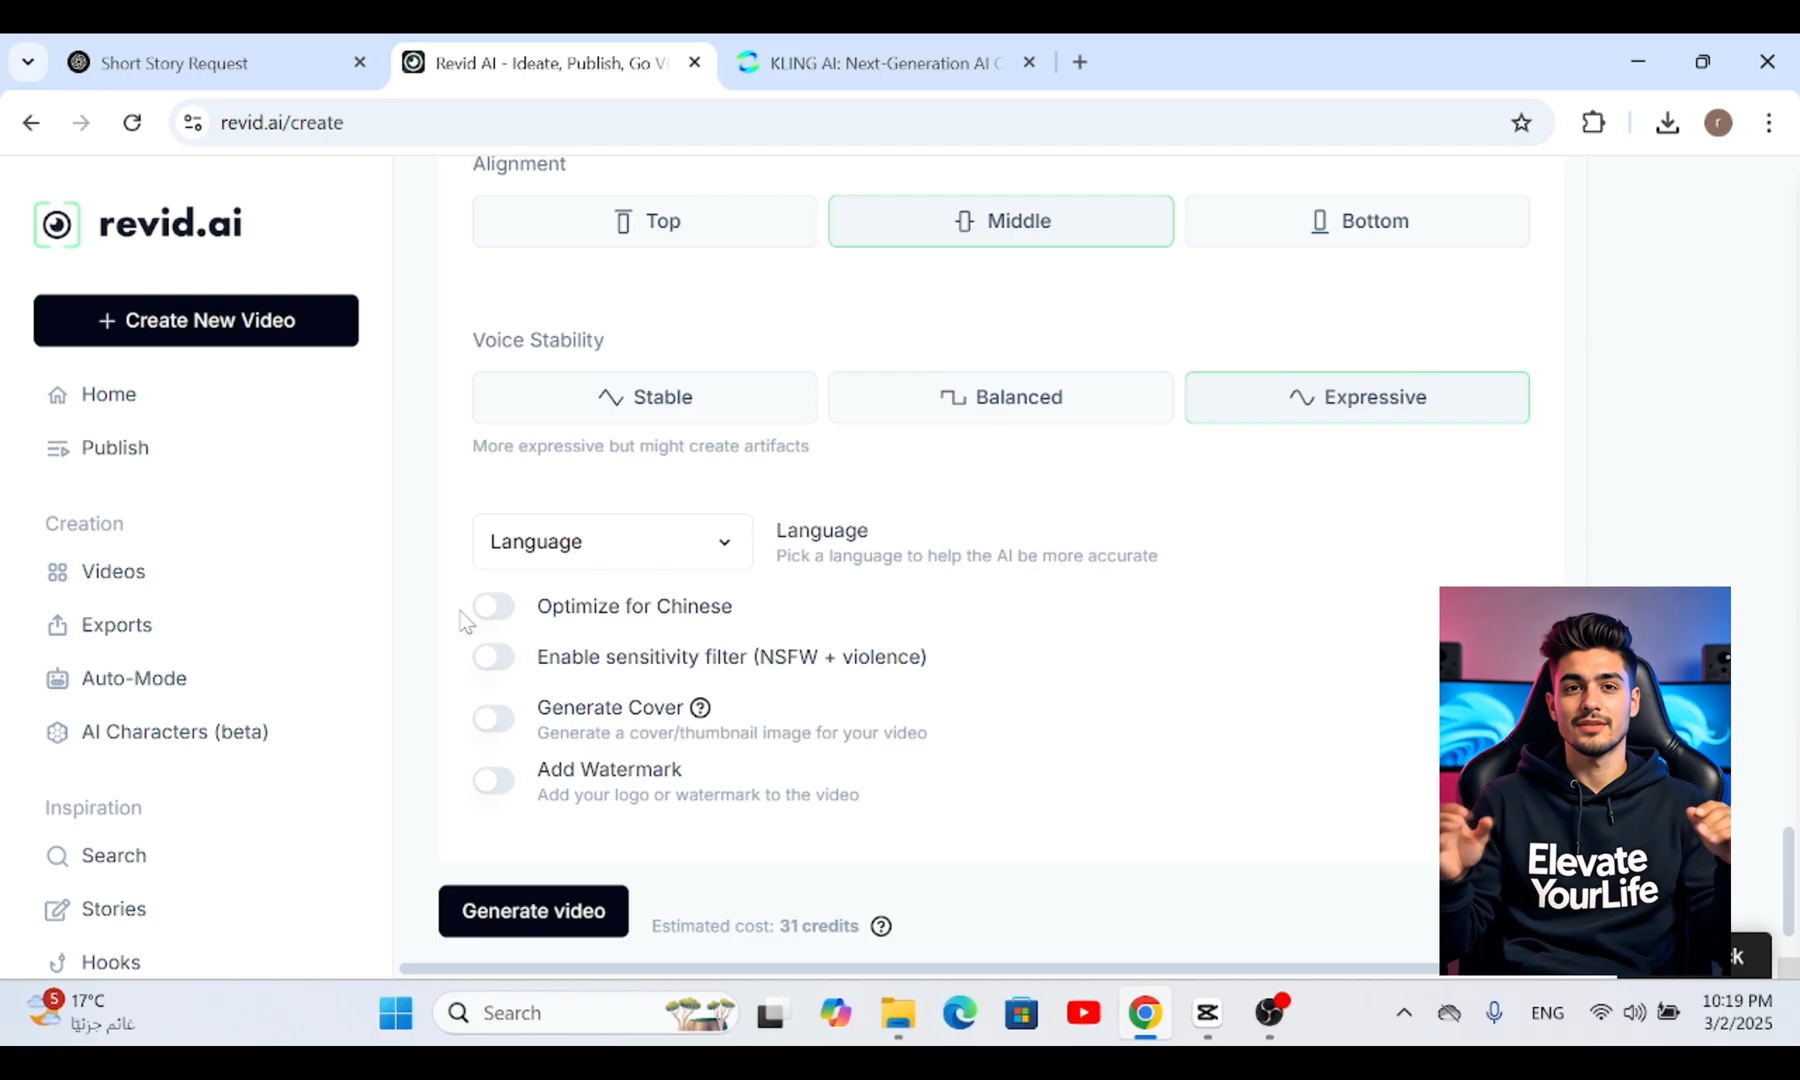 Short Story Request
Revid AI - Ideate, Publish, Go Vi
KLING AI: Next-Generation AI C
revid.ai/create
r
revid.ai
Create New Video
Home
Publish
Creation
Videos
Exports
Auto-Mode
AI Characters (beta)
Inspiration
Search
Stories
Hooks
Alignment
Top
Middle
Bottom
Voice Stability
Stable
Balanced
Expressive
More expressive but might create artifacts
Language
Language
Pick a language to help the AI be more accurate
Optimize for Chinese
Enable sensitivity filter (NSFW + violence)
Generate Cover
Generate a cover/thumbnail image for your video
Add Watermark
Add your logo or watermark to the video
Generate video
Estimated cost: 31 credits
Elevate
YourLife
ck
5
17°C
غائم جزئيًا
Search
ENG
10:19 PM
3/2/2025